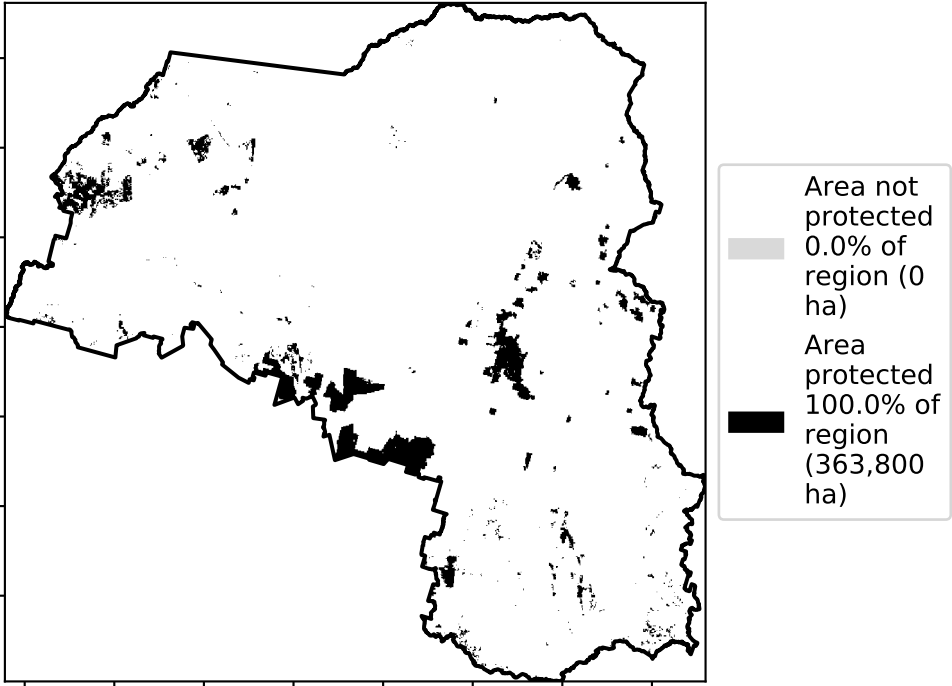 Area not
protected
0.0% of
region (0
ha)
Area
protected
100.0% of
region
(363,800
ha)